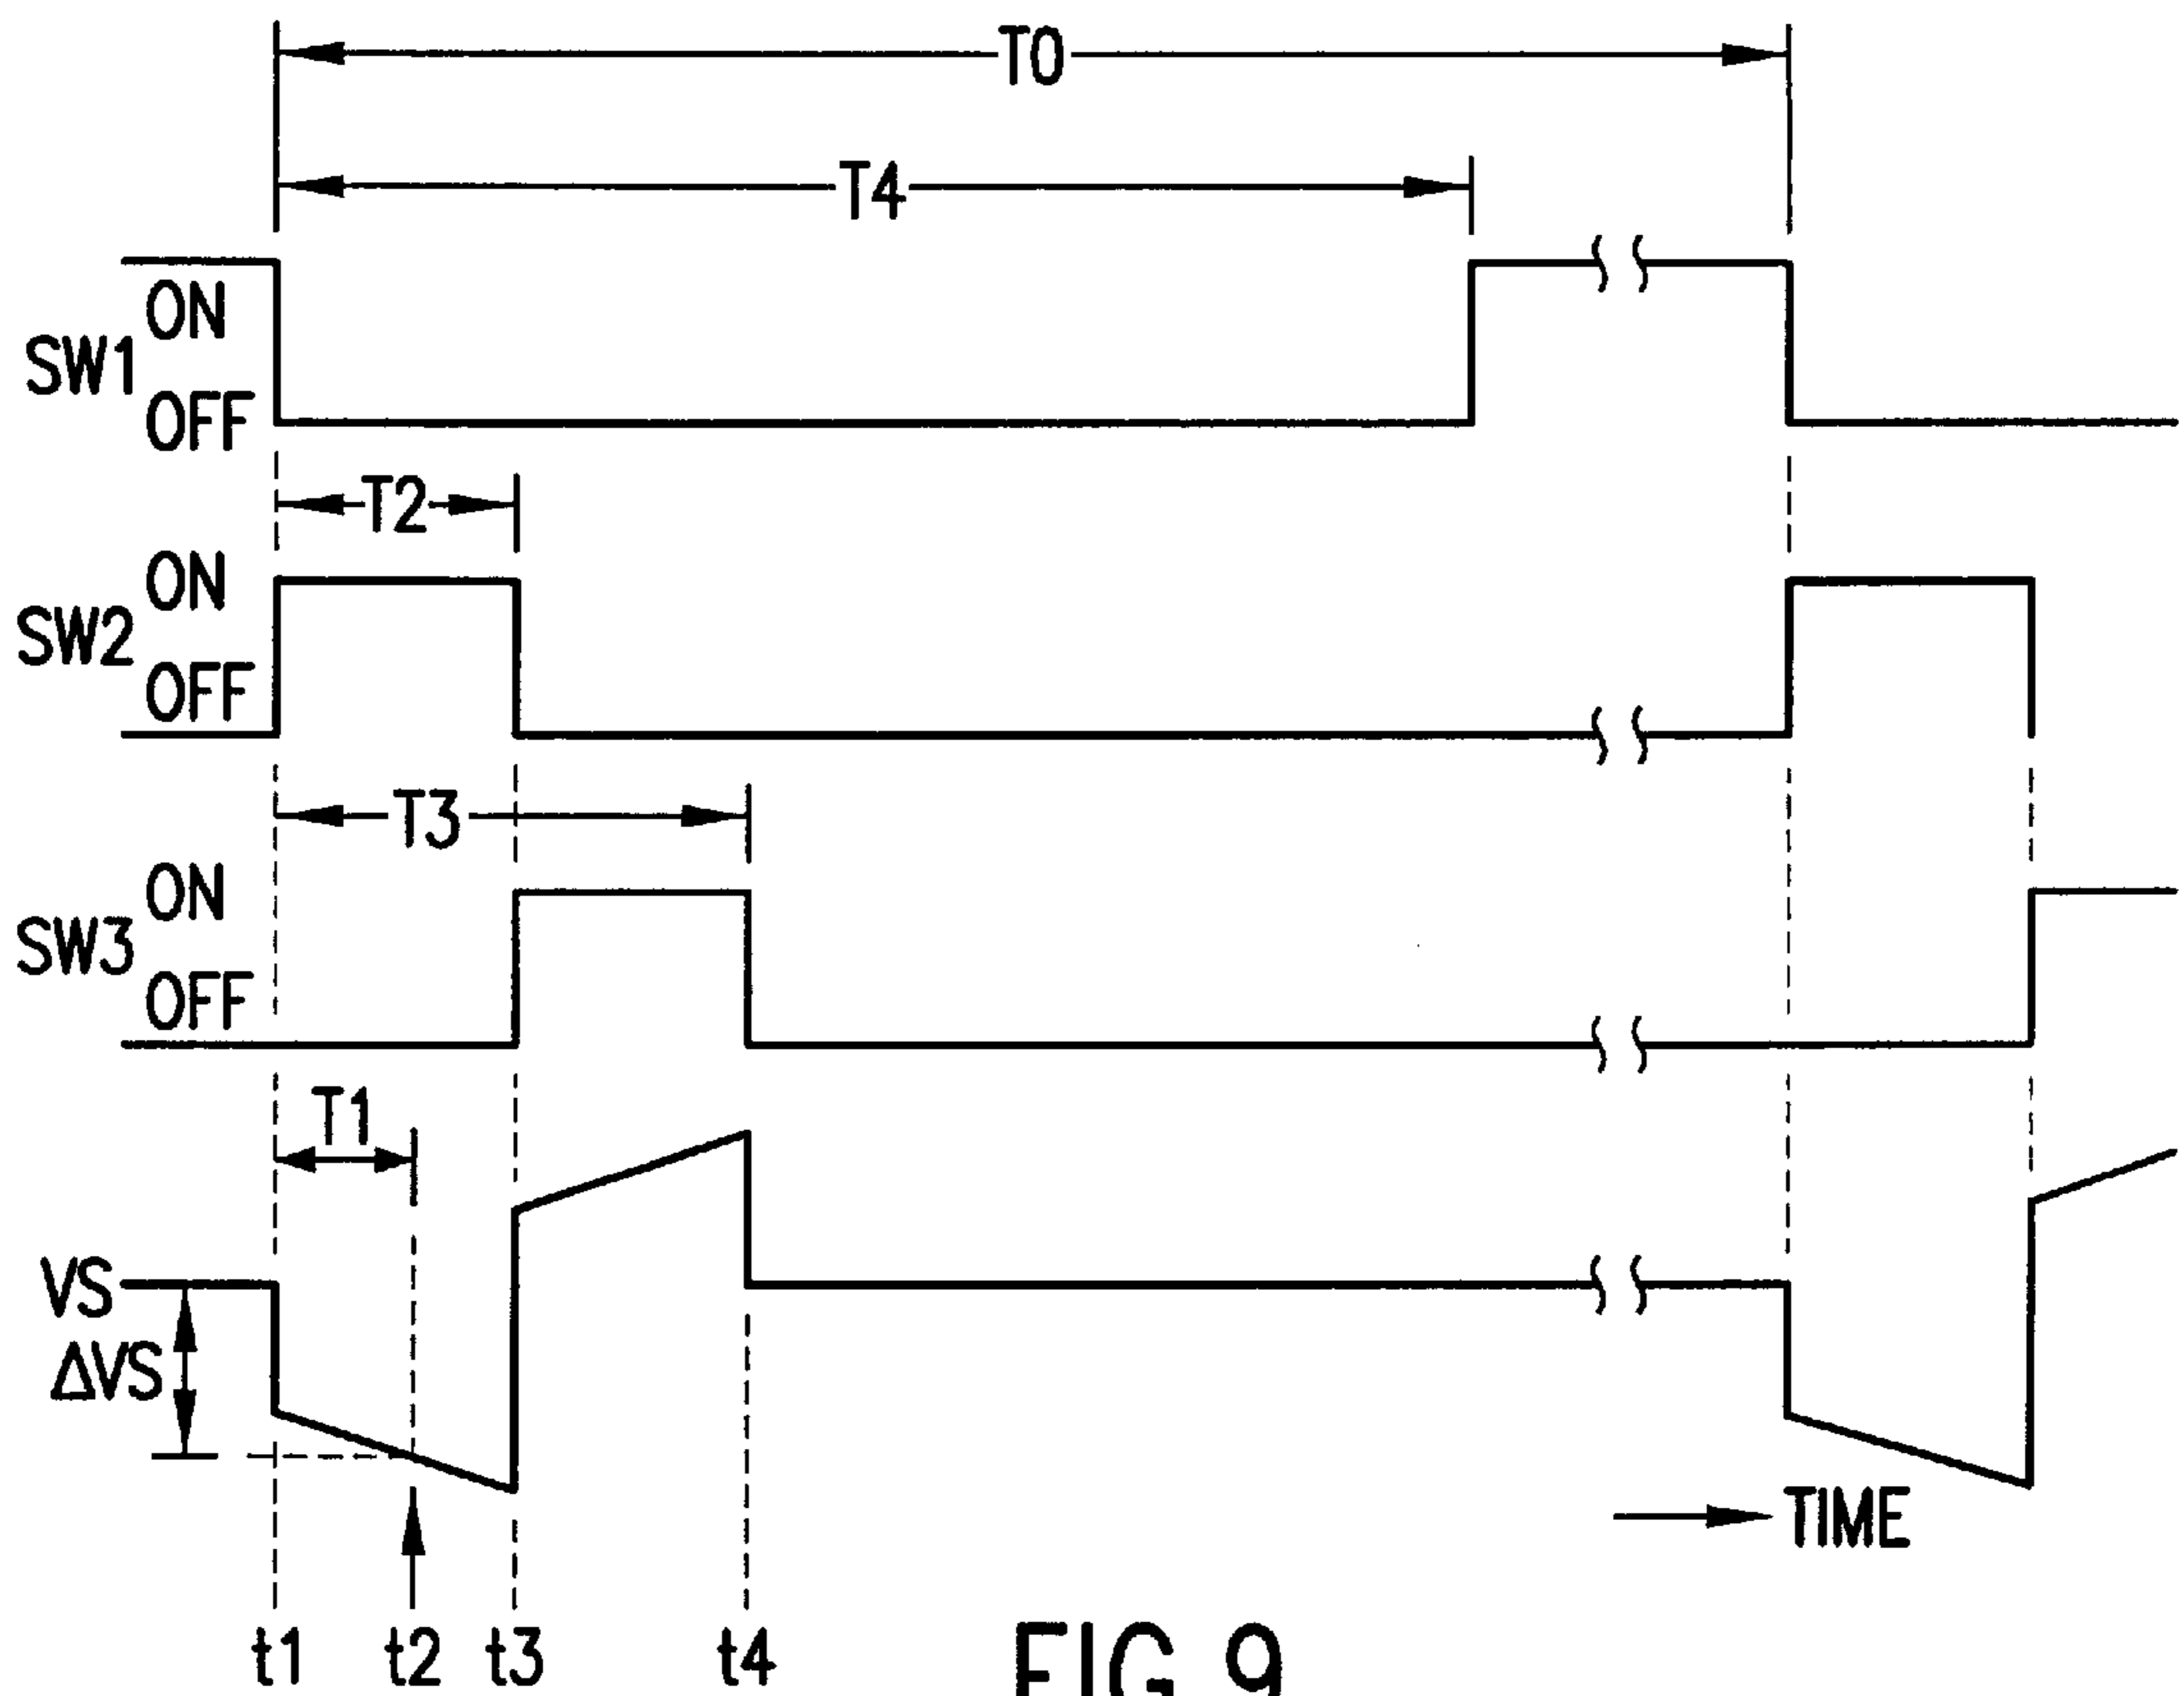 T0
T4
ON
SW1
OFF
T2
ON
SW2
OFF
T3
ON
SW3
OFF
T1
VS
ΔVS
TIME
t1 t2 t3 t4
FIG.9